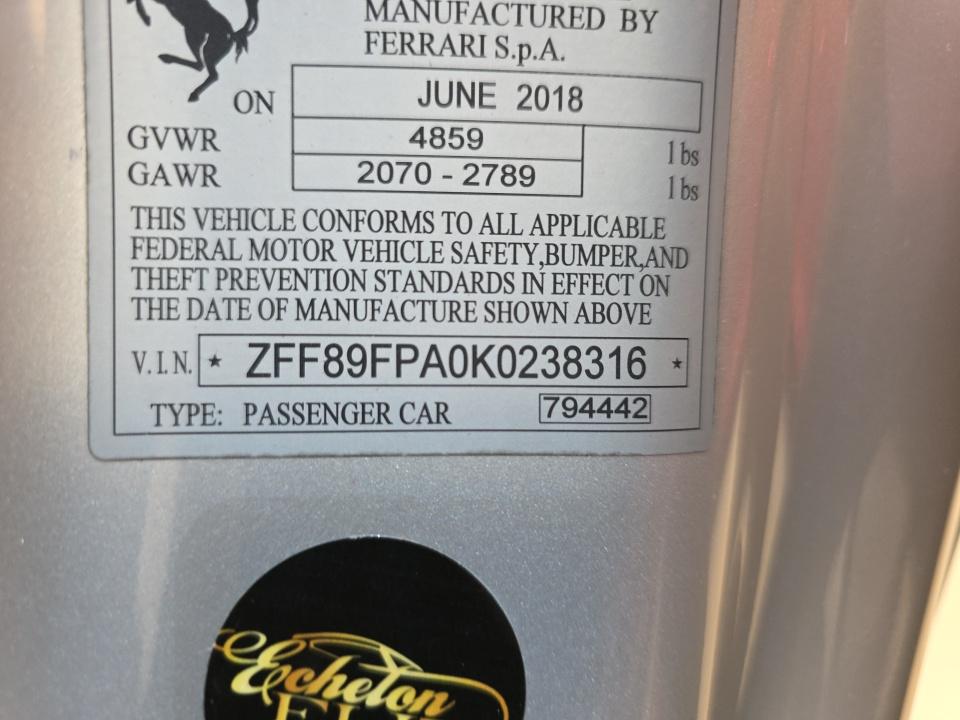 MANUFACTURED BY
FERRARI S.p.A.
ON JUNE 2018
GVWR 4859 lbs
GAWR 2070 - 2789 lbs
THIS VEHICLE CONFORMS TO ALL APPLICABLE
FEDERAL MOTOR VEHICLE SAFETY,BUMPER,AND
THEFT PREVENTION STANDARDS IN EFFECT ON
THE DATE OF MANUFACTURE SHOWN ABOVE
V.I.N. * ZFF89FPA0K0238316 *
TYPE: PASSENGER CAR 794442
Echelon